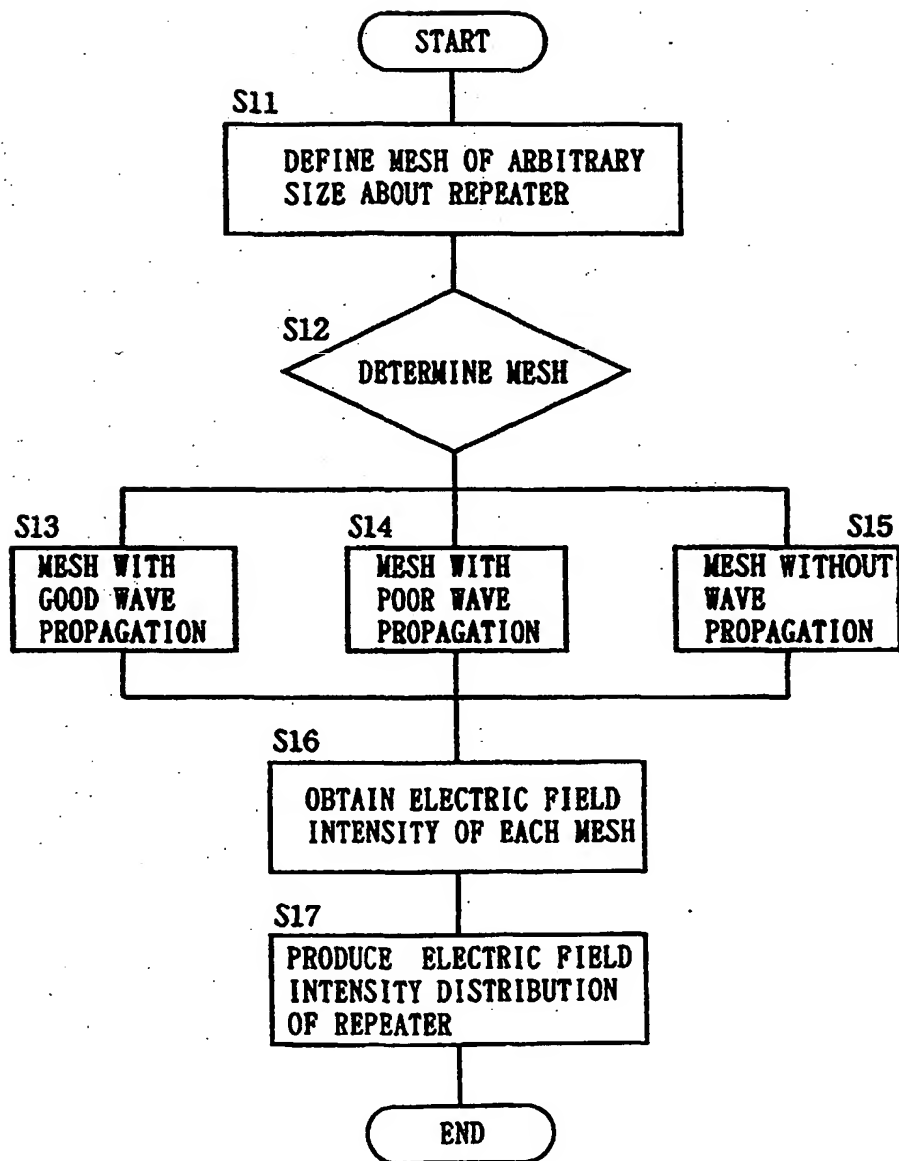 START
S11
DEFINE MESH OF ARBITRARY
SIZE ABOUT REPEATER
S12
DETERMINE MESH
S13
MESH WITH
GOOD WAVE
PROPAGATION
S14
MESH WITH
POOR WAVE
PROPAGATION
S15
MESH WITHOUT
WAVE
PROPAGATION
S16
OBTAIN ELECTRIC FIELD
INTENSITY OF EACH MESH
S17
PRODUCE ELECTRIC FIELD
INTENSITY DISTRIBUTION
OF REPEATER
END